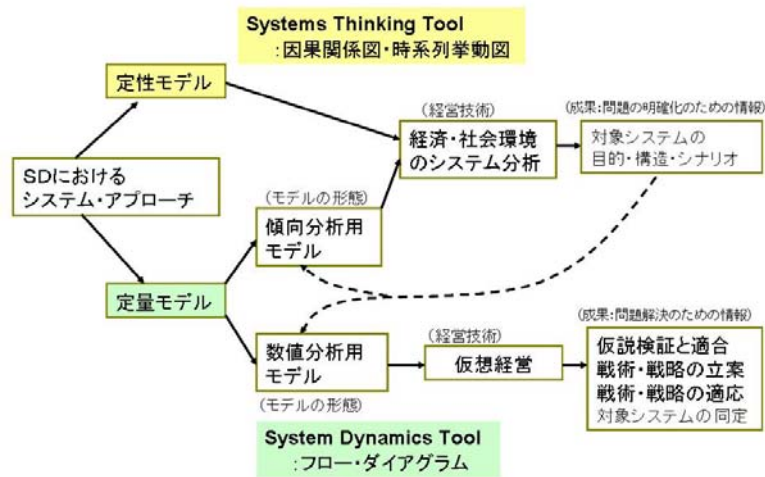 Systems Thinking Tool
:因果関係図・時系列挙動図
定性モデル
(経営技術)
経済・社会環境
のシステム分析
(成果:問題の明確化のための情報)
対象システムの
目的・構造・シナリオ
SDにおける
システム・アプローチ
(モデルの形態)
傾向分析用
モデル
定量モデル
数値分析用
モデル
(モデルの形態)
(経営技術)
仮想経営
(成果:問題解決のための情報)
仮説検証と適合
戦術・戦略の立案
戦術・戦略の適応
対象システムの同定
System Dynamics Tool
:フロー・ダイアグラム